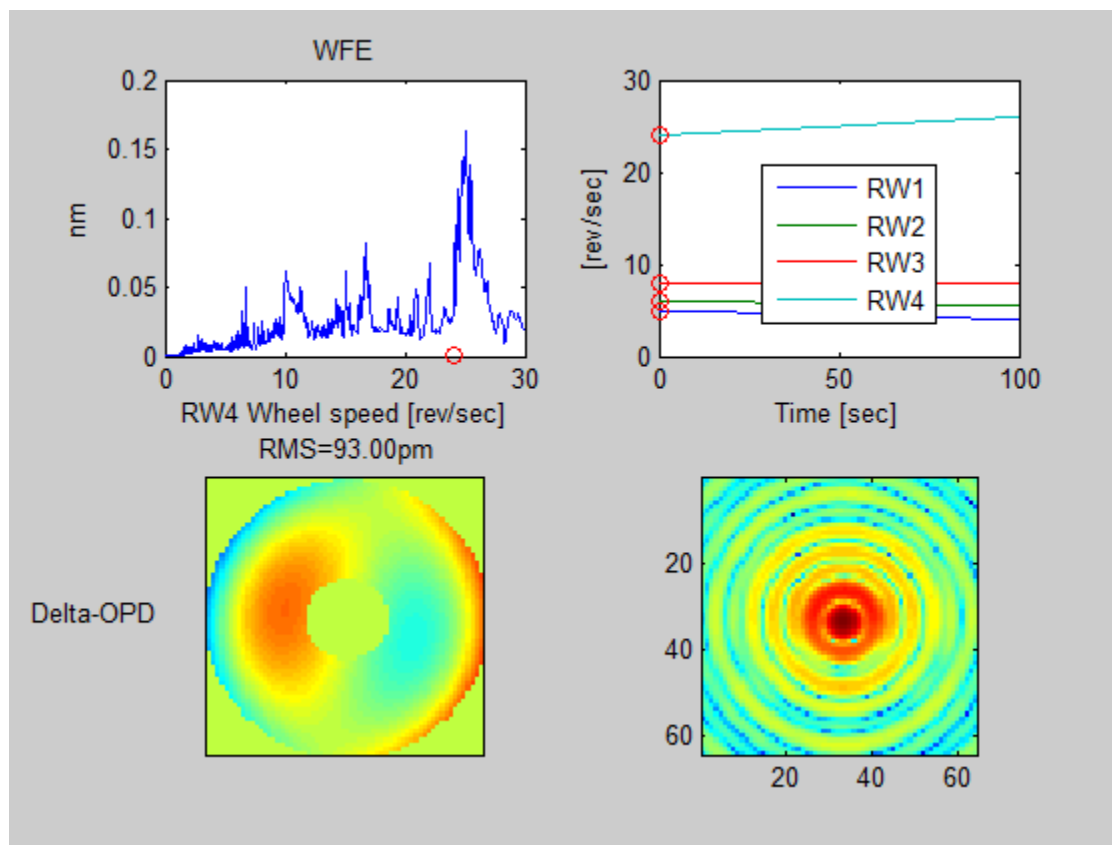 WFE
0.2
0.15
0.1
0.05
0
nm
0 10 20 30
RW4 Wheel speed [rev/sec]
30
20
10
0
[rev/sec]
RW1
RW2
RW3
RW4
0 50 100
Time [sec]
RMS=93.00pm
Delta-OPD
20
40
60
20 40 60